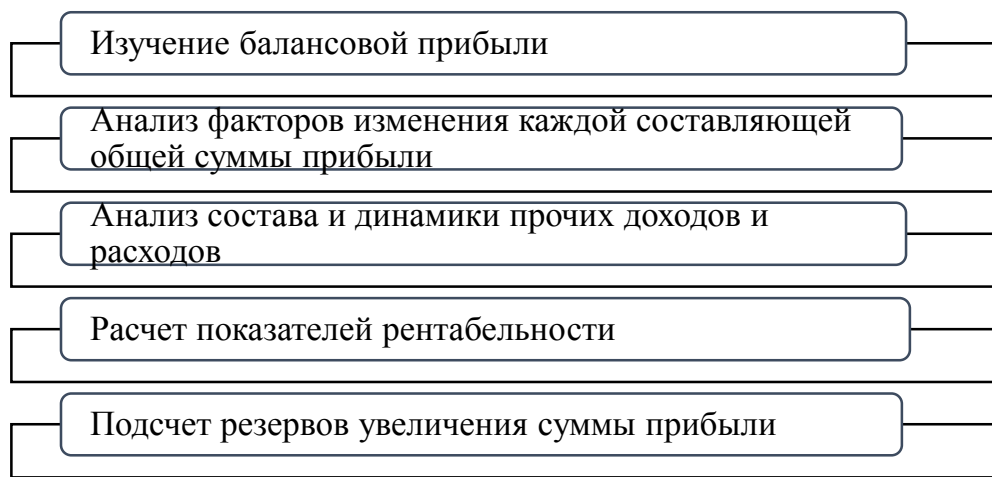 Изучение балансовой прибыли
Анализ факторов изменения каждой составляющей
общей суммы прибыли
Анализ состава и динамики прочих доходов и
расходов
Расчет показателей рентабельности
Подсчет резервов увеличения суммы прибыли